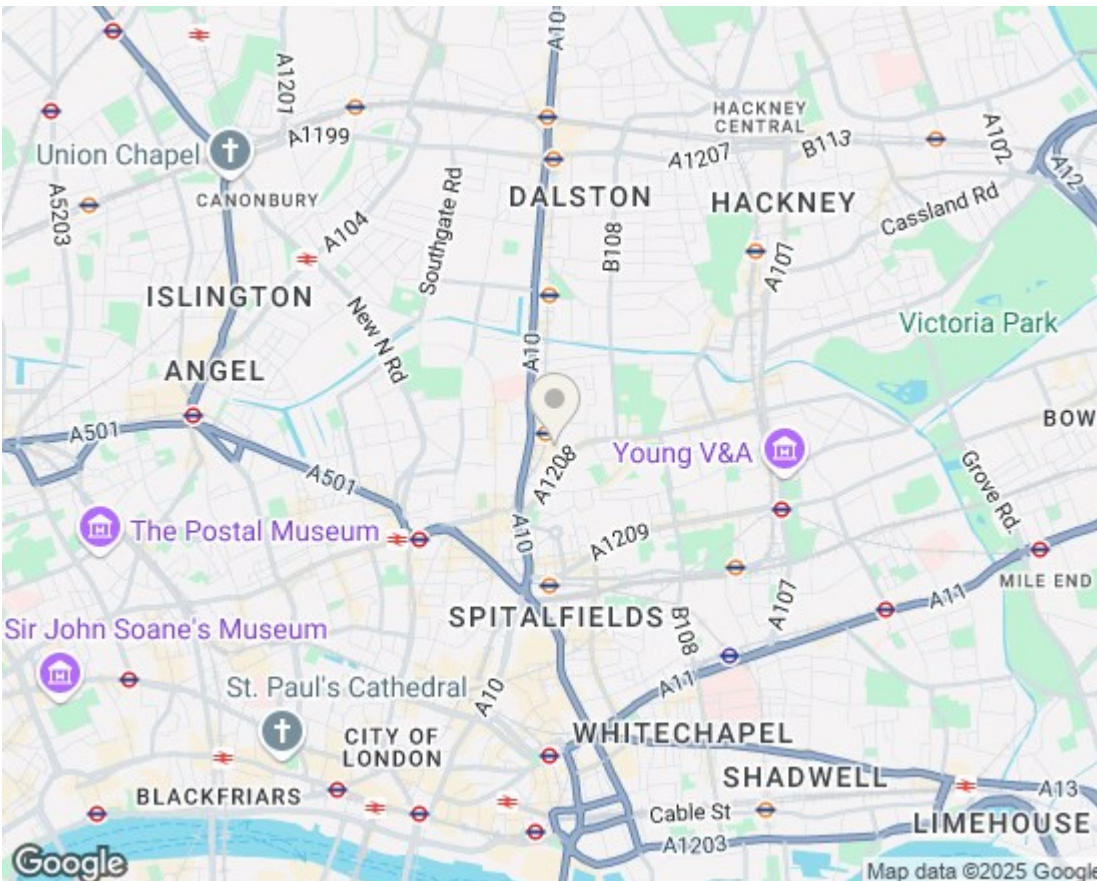 A10
A1201
A1199
HACKNEY
CENTRAL
A1207
B113
A102
A12
Union Chapel
CANONBURY
A5203
A104
Southgate Rd
DALSTON
HACKNEY
Cassland Rd
B108
A107
ISLINGTON
New N Rd
Victoria Park
A10
ANGEL
A501
BOW
A1208
Young V&A
Grove Rd.
A501
The Postal Museum
A10
A1209
MILE END
SPITALFIELDS
B108
A107
A11
Sir John Soane's Museum
St. Paul's Cathedral
A10
A11
CITY OF
LONDON
WHITECHAPEL
SHADWELL
BLACKFRIARS
Cable St
A13
LIMEHOUSE
A1203
Google
Map data ©2025 Google